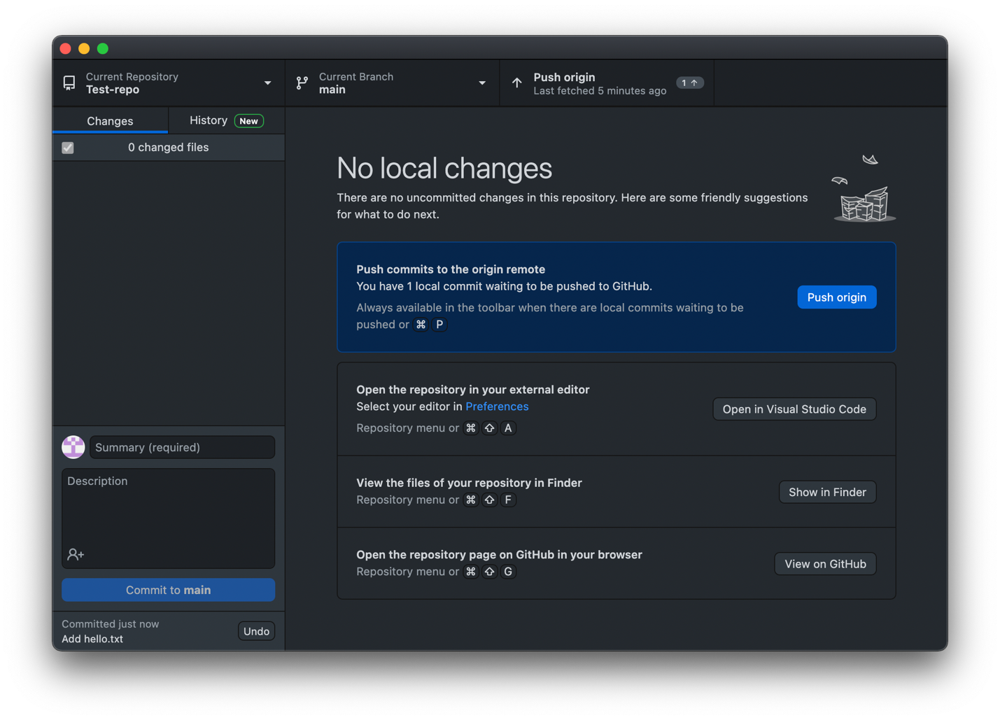 Current Repository
Test-repo
Current Branch
main
Push origin
Last fetched 5 minutes ago
1 ↑
Changes
History New
0 changed files
No local changes
There are no uncommitted changes in this repository. Here are some friendly suggestions
for what to do next.
Push commits to the origin remote
You have 1 local commit waiting to be pushed to GitHub.
Always available in the toolbar when there are local commits waiting to be
pushed or ⌘ P
Push origin
Open the repository in your external editor
Select your editor in Preferences
Repository menu or ⌘ ⇧ A
Open in Visual Studio Code
View the files of your repository in Finder
Repository menu or ⌘ ⇧ F
Show in Finder
Open the repository page on GitHub in your browser
Repository menu or ⌘ ⇧ G
View on GitHub
Summary (required)
Description
Commit to main
Committed just now
Add hello.txt
Undo